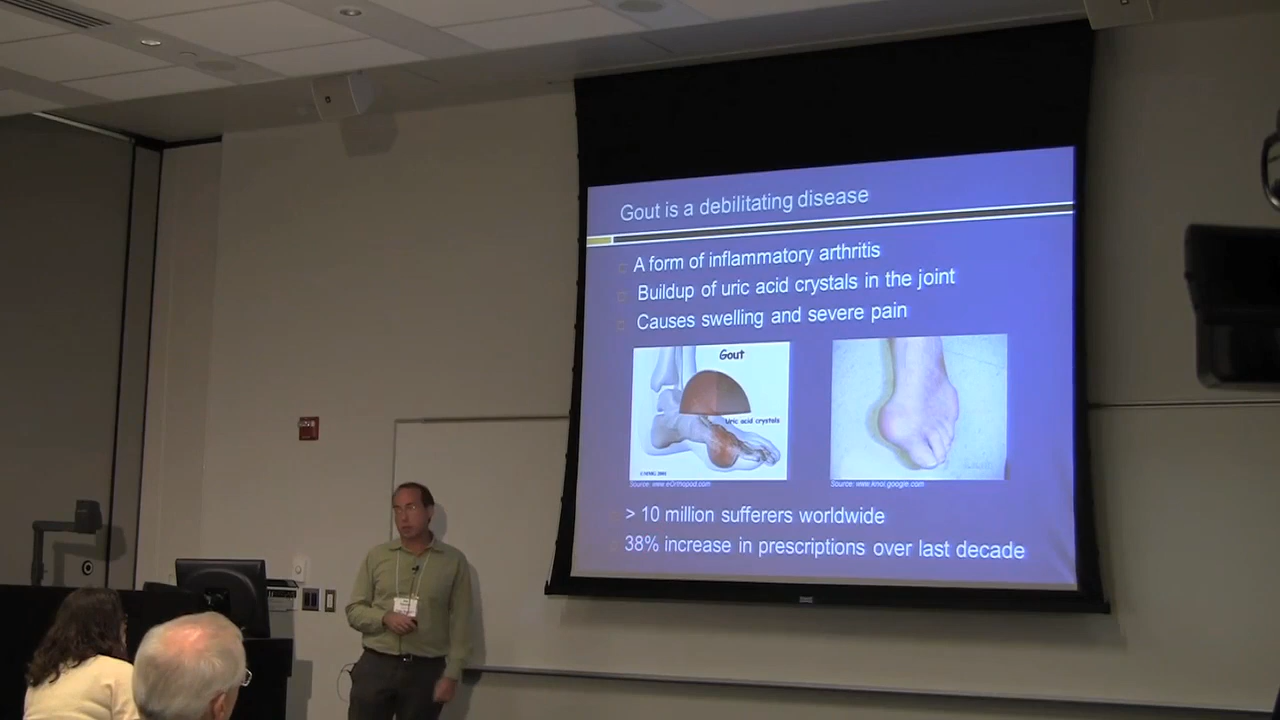 Gout is a debilitating disease
A form of inflammatory arthritis
Buildup of uric acid crystals in the joint
Causes swelling and severe pain
Gout
Uric acid crystals
Source: www.eOrthopod.com
Source: www.knol.google.com
> 10 million sufferers worldwide
38% increase in prescriptions over last decade